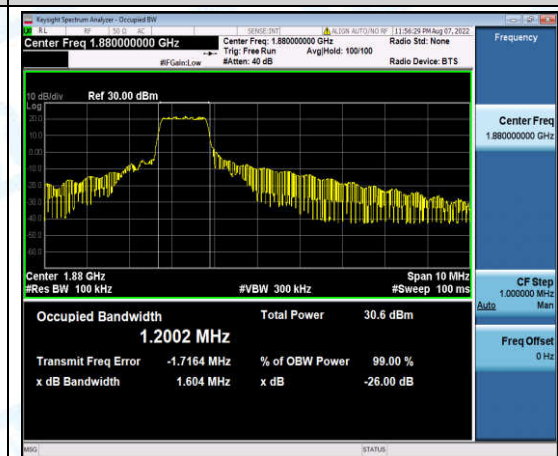 Keysight Spectrum Analyzer - Occupied BW
RL RF 50 Ω AC SENSE:INT ALIGN AUTO/NO RF 11:56:29 PM Aug 07, 2022
Center Freq 1.880000000 GHz
Center Freq: 1.880000000 GHz
Radio Std: None
Trig: Free Run Avg|Hold: 100/100
#IFGain:Low #Atten: 40 dB Radio Device: BTS
10 dB/div Ref 30.00 dBm
Log
20.0
10.0
0.00
-10.0
-20.0
-30.0
-40.0
-50.0
-60.0
Center 1.88 GHz Span 10 MHz
#Res BW 100 kHz #VBW 300 kHz #Sweep 100 ms
Occupied Bandwidth Total Power 30.6 dBm
1.2002 MHz
Transmit Freq Error -1.7164 MHz % of OBW Power 99.00 %
x dB Bandwidth 1.604 MHz x dB -26.00 dB
MSG STATUS
Frequency
Center Freq
1.880000000 GHz
CF Step
1.000000 MHz
Auto Man
Freq Offset
0 Hz